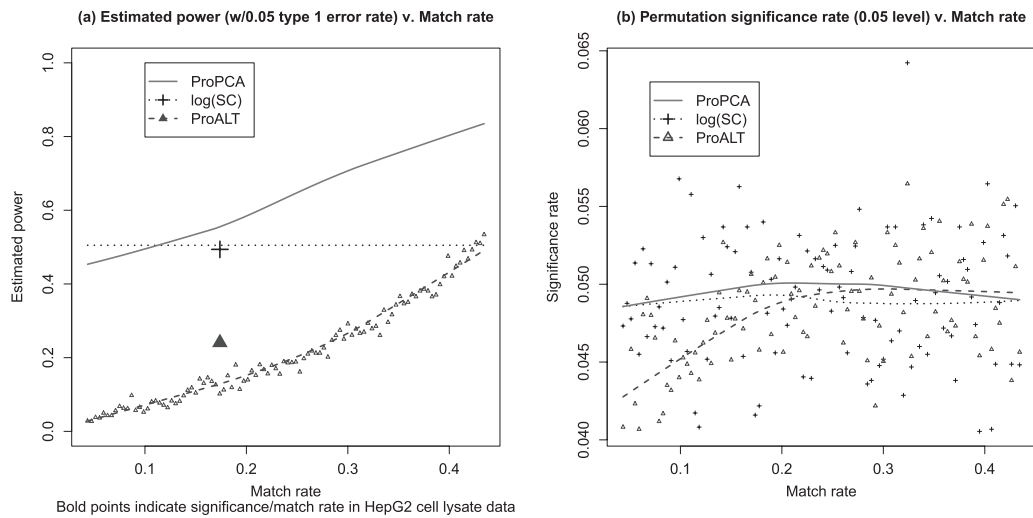 (a) Estimated power (w/0.05 type 1 error rate) v. Match rate
1.0
0.8
0.6
0.4
0.2
0.0
Estimated power
ProPCA
log(SC)
ProALT
0.1 0.2 0.3 0.4
Match rate
Bold points indicate significance/match rate in HepG2 cell lysate data
(b) Permutation significance rate (0.05 level) v. Match rate
0.065
0.060
0.055
0.050
0.045
0.040
Significance rate
ProPCA
log(SC)
ProALT
0.1 0.2 0.3 0.4
Match rate